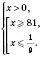 x > 0,
x ⩾ 81,
x ⩽ 1/9.